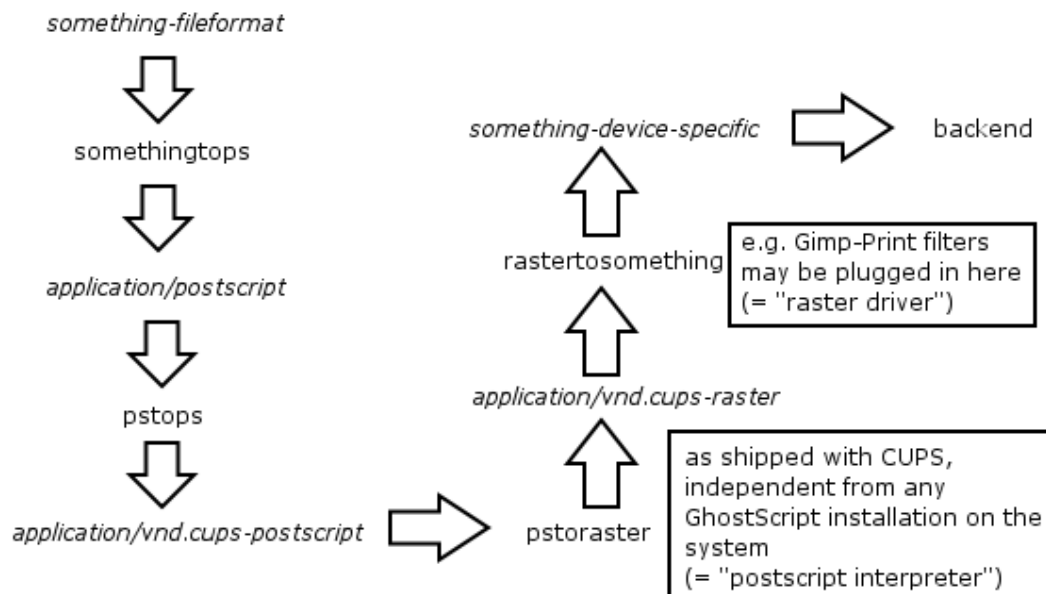 something-fileformat
somethingtops
application/postscript
pstops
application/vnd.cups-postscript
pstoraster
as shipped with CUPS,
independent from any
GhostScript installation on the
system
(= "postscript interpreter")
application/vnd.cups-raster
rastertosomething
e.g. Gimp-Print filters
may be plugged in here
(= "raster driver")
something-device-specific
backend